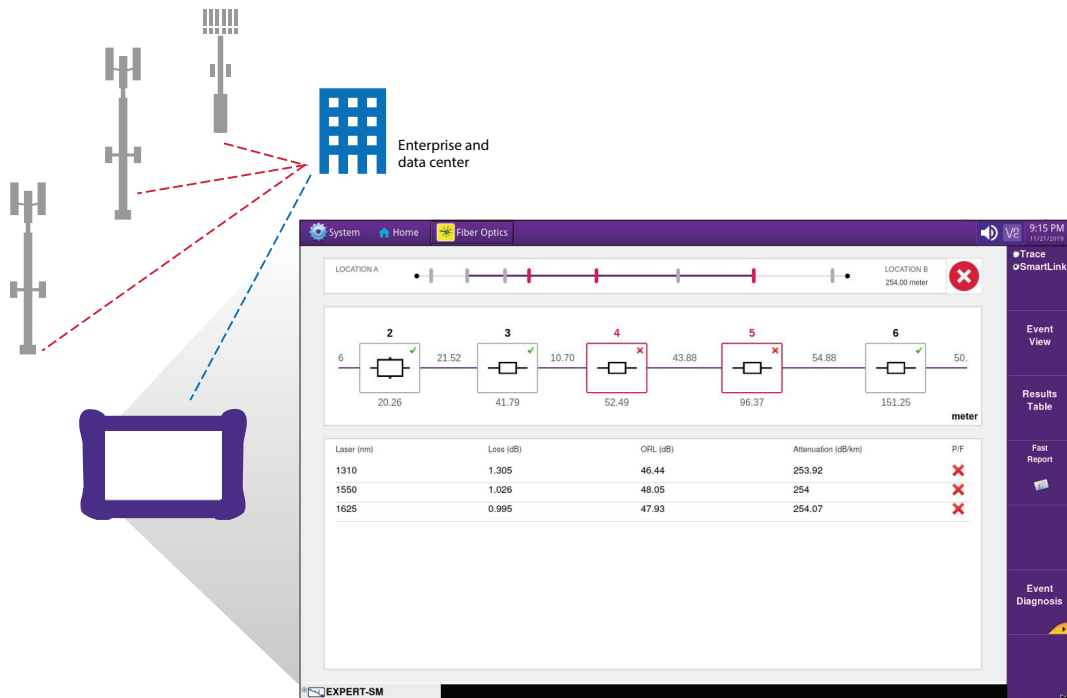 Enterprise and
data center
System Home Fiber Optics V2 9:15 PM
11/21/2019
Trace
SmartLink
LOCATION A LOCATION B
254.00 meter
2 3 4 5 6
6 21.52 10.70 43.88 54.88 50.
20.26 41.79 52.49 96.37 151.25
meter
Event
View
Results
Table
Fast
Report
Event
Diagnosis
Laser (nm) Loss (dB) ORL (dB) Attenuation (dB/km) P/F
1310 1.305 46.44 253.92
1550 1.026 48.05 254
1625 0.995 47.93 254.07
EXPERT-SM